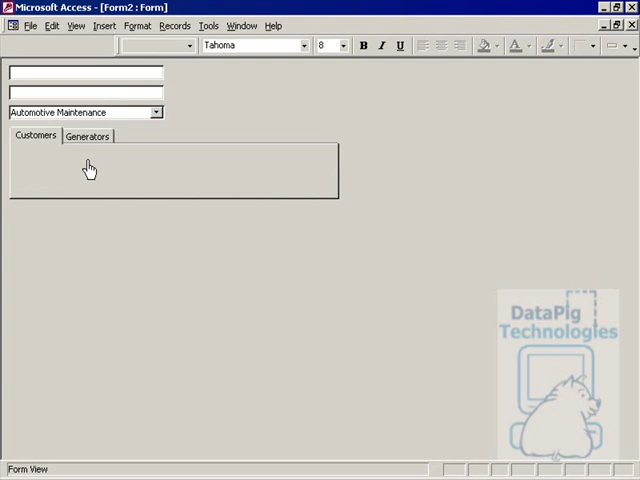 Microsoft Access - [Form2 : Form]
File Edit View Insert Format Records Tools Window Help
Tahoma 8 B I U A
Automotive Maintenance
Customers Generators
DataPig
Technologies
Form View